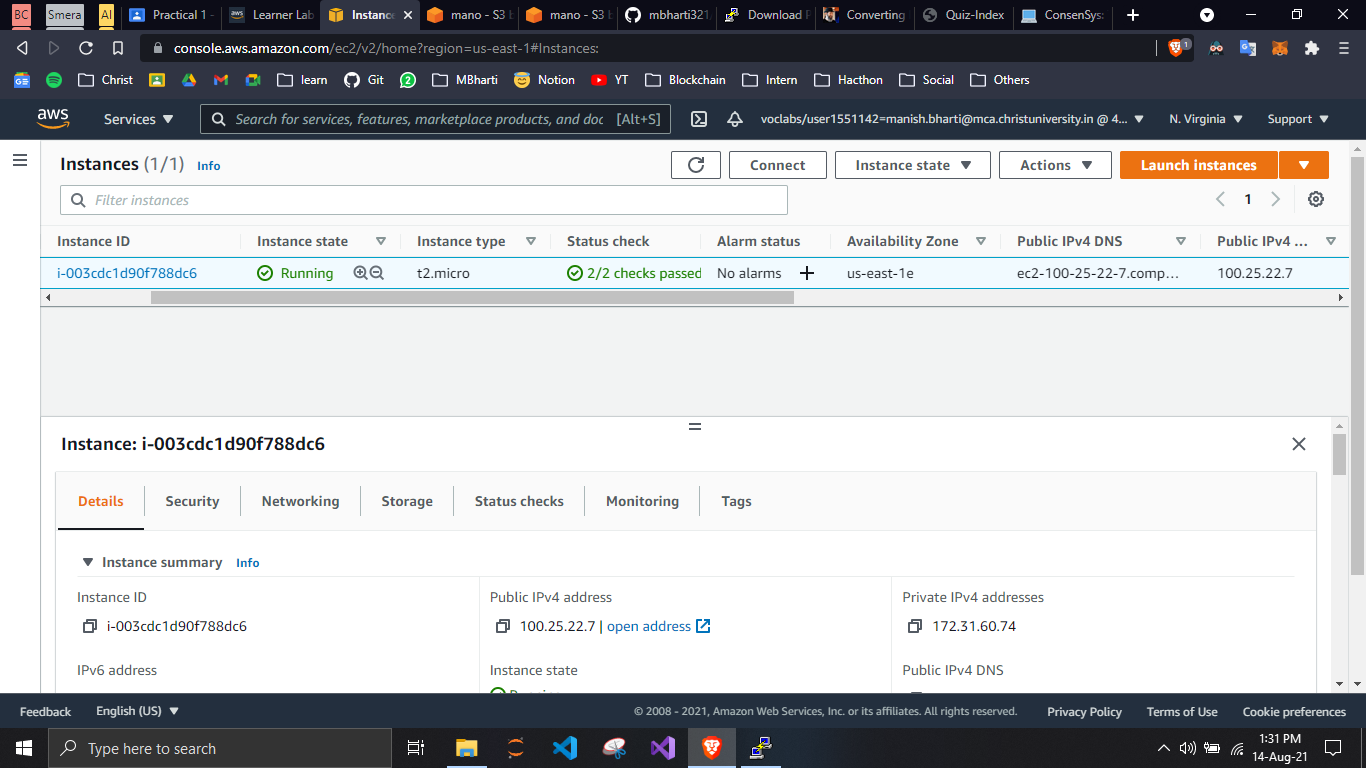 BC
Smera
AI
Practical 1 -
aws Learner Lab
Instance
mano - S3 b
mano - S3 b
mbharti321
Download P
Converting
Quiz-Index
ConsenSys
console.aws.amazon.com/ec2/v2/home?region=us-east-1#Instances:
1
Christ
learn
Git
2
MBharti
Notion
YT
Blockchain
Intern
Hacthon
Social
Others
aws
Services
Search for services, features, marketplace products, and doc [Alt+S]
voclabs/user1551142=manish.bharti@mca.christuniversity.in @ 4...
N. Virginia
Support
Instances (1/1) Info
Connect
Instance state
Actions
Launch instances
Filter instances
1
Instance ID Instance state Instance type Status check Alarm status Availability Zone Public IPv4 DNS Public IPv4 ...
i-003cdc1d90f788dc6 Running t2.micro 2/2 checks passed No alarms us-east-1e ec2-100-25-22-7.comp... 100.25.22.7
Instance: i-003cdc1d90f788dc6
Details Security Networking Storage Status checks Monitoring Tags
Instance summary Info
Instance ID Public IPv4 address Private IPv4 addresses
i-003cdc1d90f788dc6 100.25.22.7 | open address 172.31.60.74
IPv6 address Instance state Public IPv4 DNS
Feedback English (US) © 2008 - 2021, Amazon Web Services, Inc. or its affiliates. All rights reserved. Privacy Policy Terms of Use Cookie preferences
Type here to search
1:31 PM
14-Aug-21